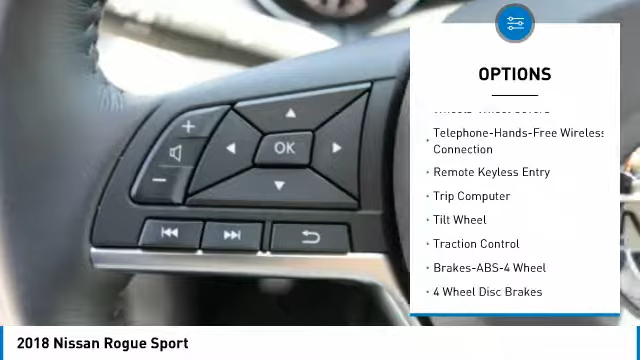 OPTIONS
Telephone-Hands-Free Wireless
Connection
Remote Keyless Entry
Trip Computer
Tilt Wheel
Traction Control
Brakes-ABS-4 Wheel
4 Wheel Disc Brakes
OK
2018 Nissan Rogue Sport